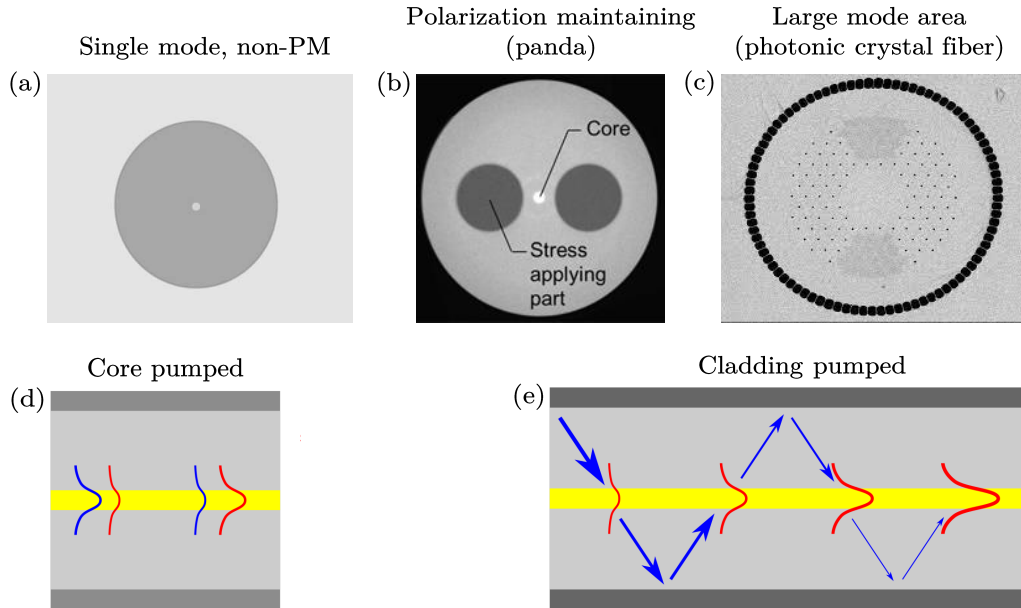 Single mode, non-PM
Polarization maintaining
(panda)
Large mode area
(photonic crystal fiber)
(a)
(b)
Core
Stress
applying
part
(c)
Core pumped
(d)
Cladding pumped
(e)